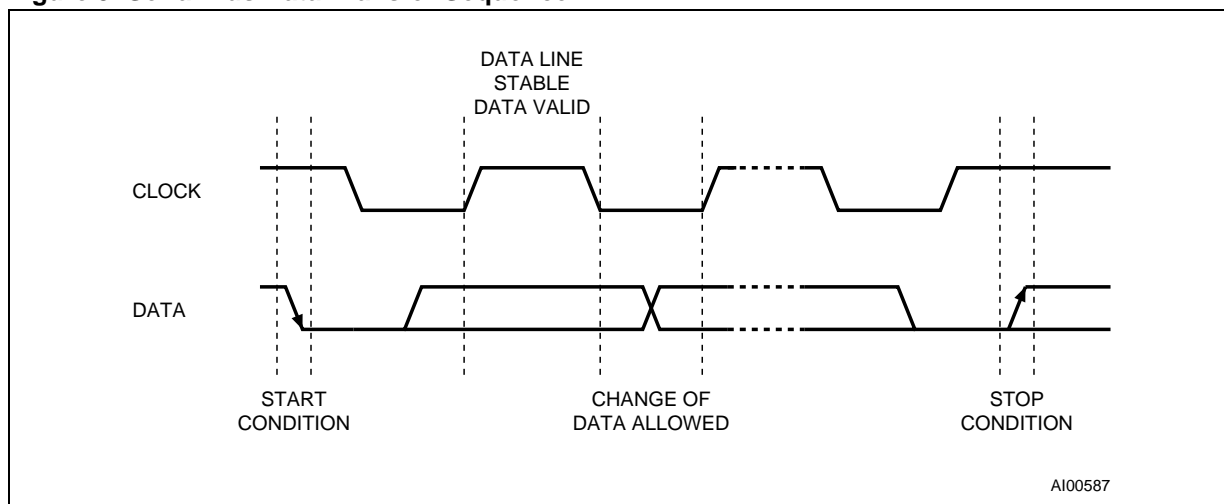 DATA LINE
STABLE
DATA VALID
CLOCK
DATA
START
CONDITION
CHANGE OF
DATA ALLOWED
STOP
CONDITION
AI00587